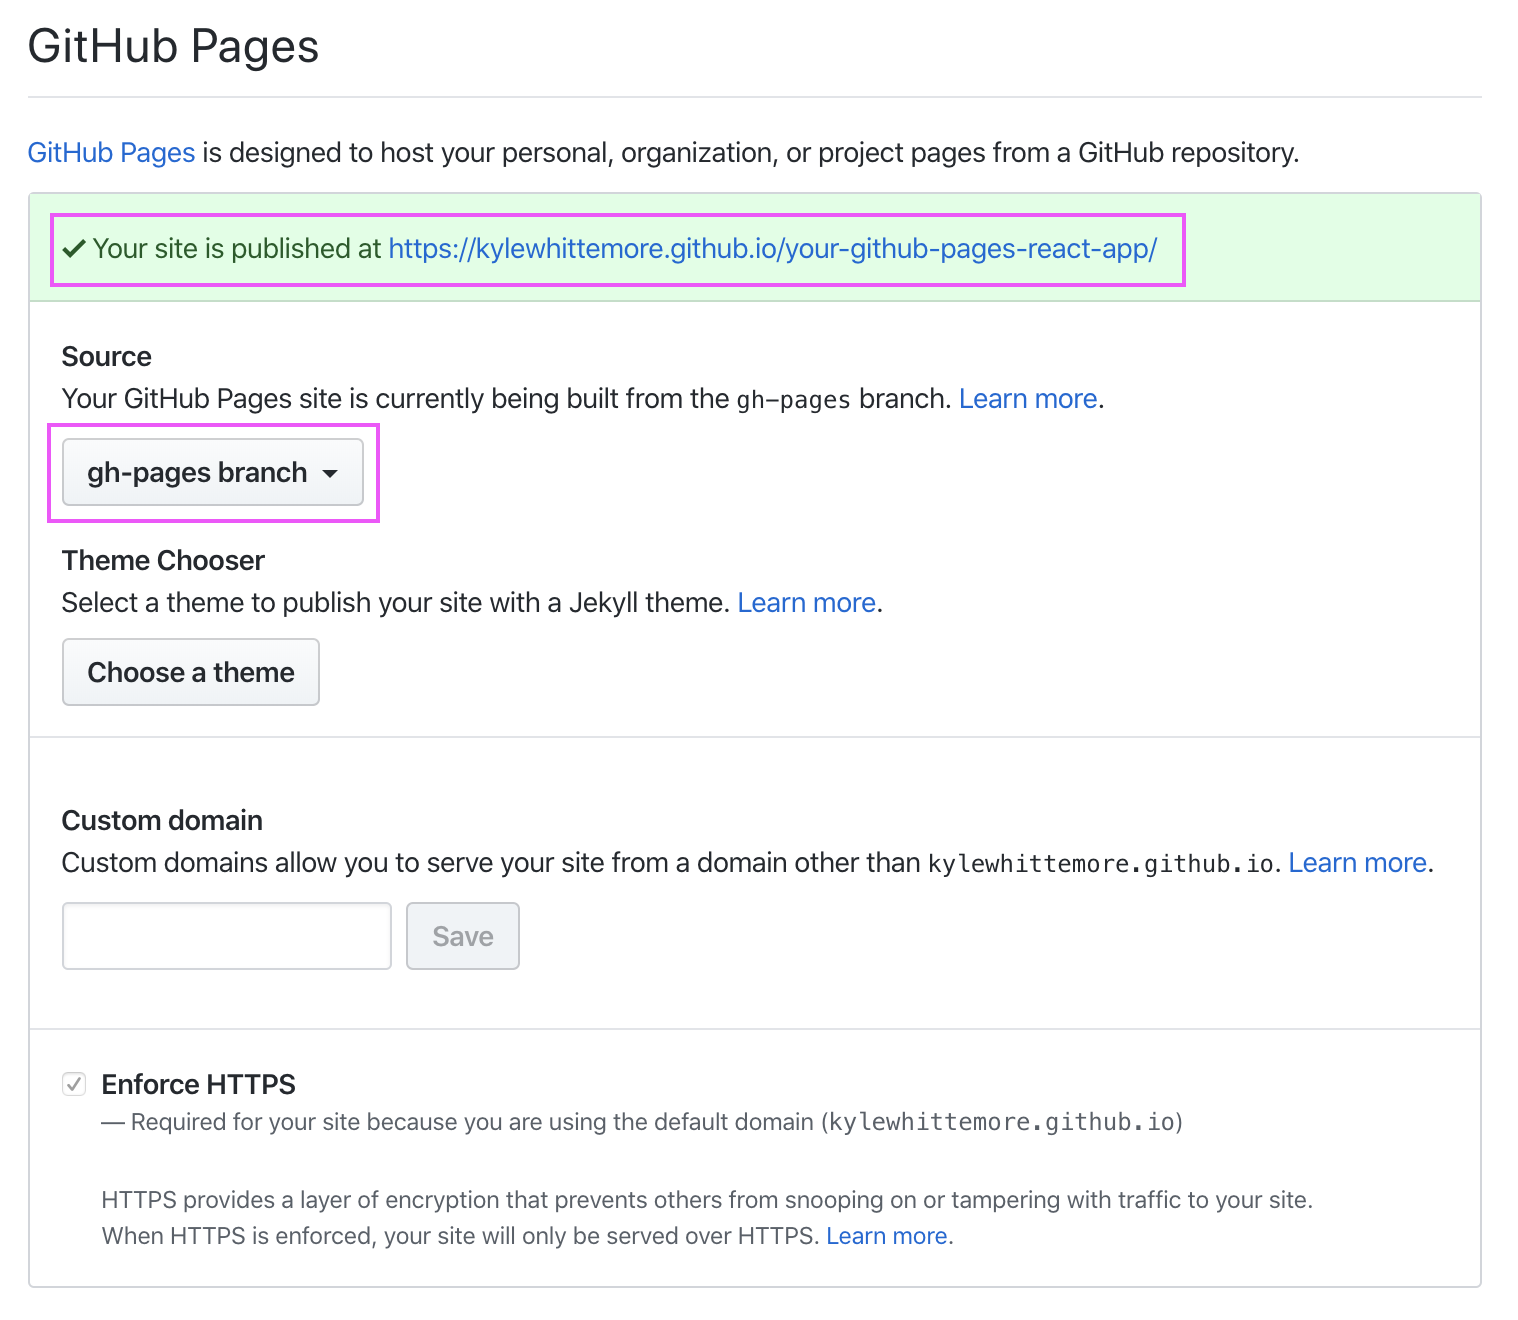 GitHub Pages
GitHub Pages is designed to host your personal, organization, or project pages from a GitHub repository.
Your site is published at https://kylewhittemore.github.io/your-github-pages-react-app/
Source
Your GitHub Pages site is currently being built from the gh-pages branch. Learn more.
gh-pages branch
Theme Chooser
Select a theme to publish your site with a Jekyll theme. Learn more.
Choose a theme
Custom domain
Custom domains allow you to serve your site from a domain other than kylewhittemore.github.io. Learn more.
Save
Enforce HTTPS
— Required for your site because you are using the default domain (kylewhittemore.github.io)
HTTPS provides a layer of encryption that prevents others from snooping on or tampering with traffic to your site.
When HTTPS is enforced, your site will only be served over HTTPS. Learn more.